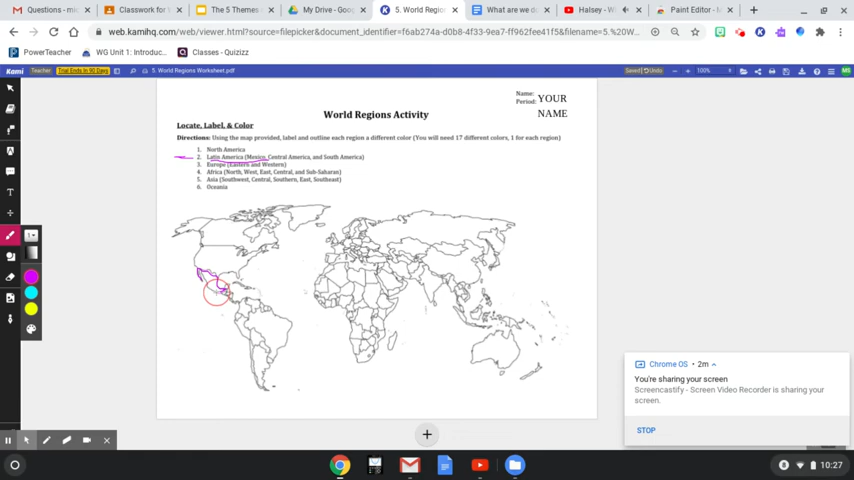 Questions - mic
Classwork for M
The 5 Themes o
My Drive - Goog
5. World Region
What are we do
Halsey - W
Paint Editor - M
web.kamihq.com/web/viewer.html?source=filepicker&document_identifier=f6ab274a-d0b8-4f33-9ea7-ff962fee41f5&filename=5.%20W...
PowerTeacher
WG Unit 1: Introduc...
Classes - Quizizz
Kami
Teacher
Trial Ends In 90 Days
5. World Regions Worksheet.pdf
Saved
Undo
100%
MS
Name: YOUR
Period: NAME
World Regions Activity
Locate, Label, & Color
Directions: Using the map provided, label and outline each region a different color (You will need 17 different colors, 1 for each region)
1. North America
2. Latin America (Mexico, Central America, and South America)
3. Europe (Eastern and Western)
4. Africa (North, West, East, Central, and Sub-Saharan)
5. Asia (Southwest, Central, Southern, East, Southeast)
6. Oceania
Chrome OS • 2m
You're sharing your screen
Screencastify - Screen Video Recorder is sharing your
screen.
STOP
10:27